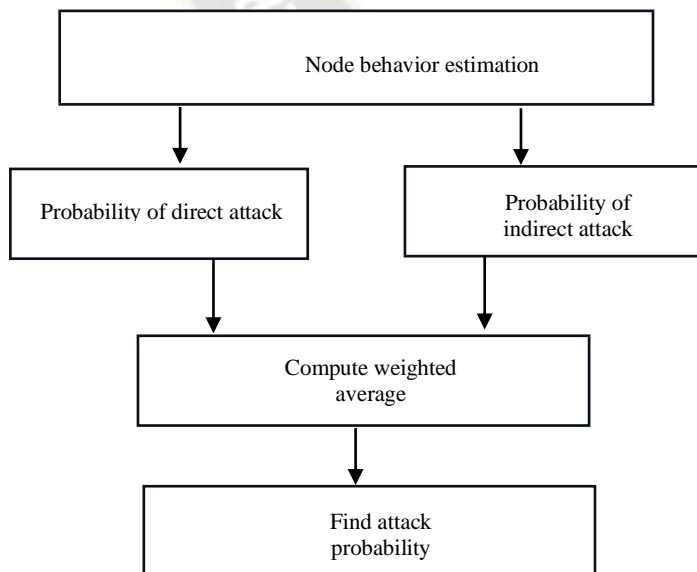 Node behavior estimation
Probability of direct attack
Probability of
indirect attack
Compute weighted
average
Find attack
probability